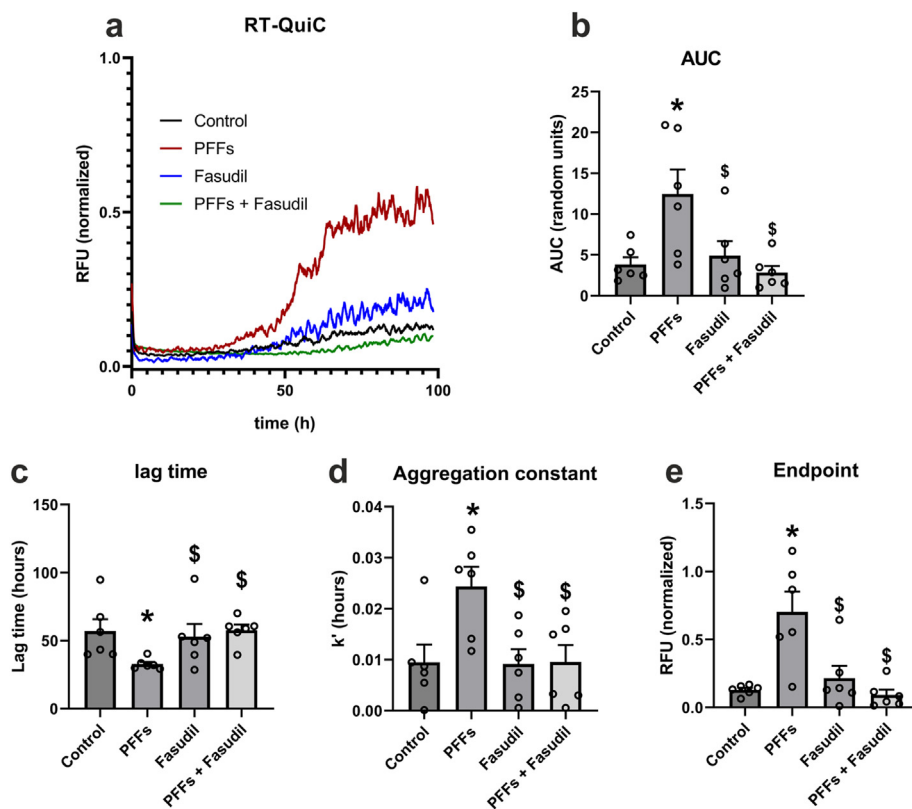 a
RT-QuiC
RFU (normalized)
1.0
0.5
0.0
Control
PFFs
Fasudil
PFFs + Fasudil
0
50
100
time (h)
b
AUC
AUC (random units)
25
20
15
10
5
0
*
$
$
Control
PFFs
Fasudil
PFFs + Fasudil
c
lag time
Lag time (hours)
150
100
50
0
*
$
$
Control
PFFs
Fasudil
PFFs + Fasudil
d
Aggregation constant
k' (hours)
0.04
0.03
0.02
0.01
0.00
*
$
$
Control
PFFs
Fasudil
PFFs + Fasudil
e
Endpoint
RFU (normalized)
1.5
1.0
0.5
0.0
*
$
$
Control
PFFs
Fasudil
PFFs + Fasudil